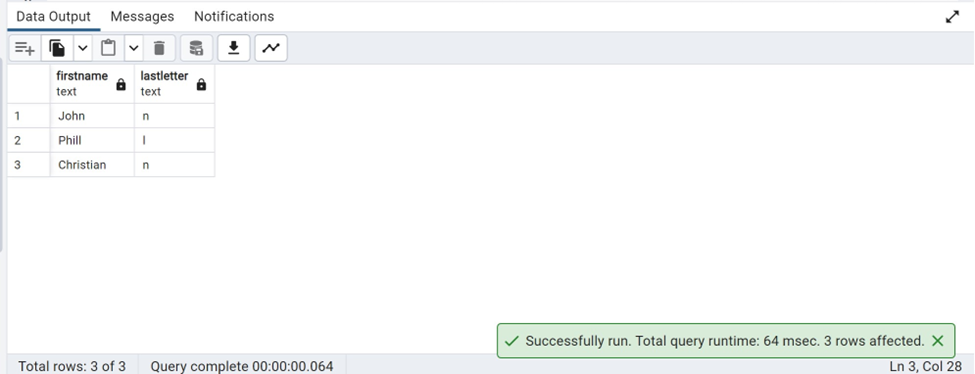 Data Output Messages Notifications
firstname lastletter
text text
1 John n
2 Phill l
3 Christian n
Successfully run. Total query runtime: 64 msec. 3 rows affected.
Total rows: 3 of 3 Query complete 00:00:00.064 Ln 3, Col 28